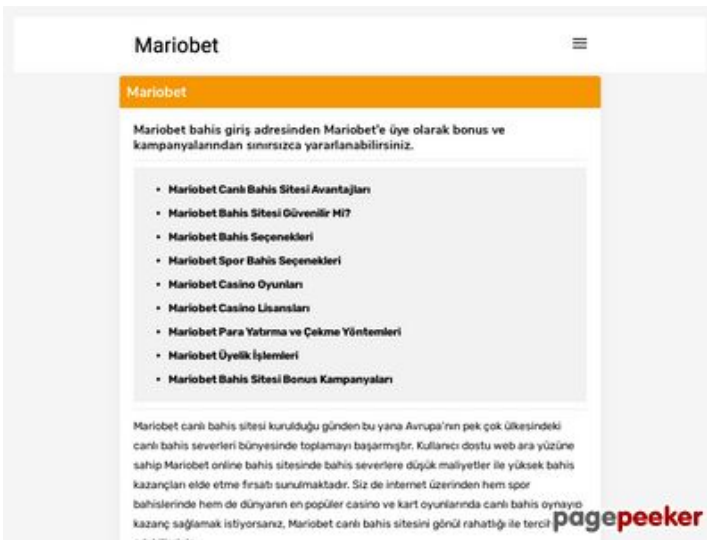 Mariobet
Mariobet
Mariobet bahis giriş adresinden Mariobet'e üye olarak bonus ve
kampanyalarından sınırsızca yararlanabilirsiniz.
• Mariobet Canlı Bahis Sitesi Avantajları
• Mariobet Bahis Sitesi Güvenilir Mi?
• Mariobet Bahis Seçenekleri
• Mariobet Spor Bahis Seçenekleri
• Mariobet Casino Oyunları
• Mariobet Casino Lisansları
• Mariobet Para Yatırma ve Çekme Yöntemleri
• Mariobet Üyelik İşlemleri
• Mariobet Bahis Sitesi Bonus Kampanyaları
Mariobet canlı bahis sitesi kurulduğu günden bu yana Avrupa'nın pek çok ülkesindeki
canlı bahis severleri bünyesinde toplamayı başarmıştır. Kullanıcı dostu web ara yüzüne
sahip Mariobet online bahis sitesinde bahis severlere düşük maliyetler ile yüksek bahis
kazançları elde etme fırsatı sunulmaktadır. Siz de internet üzerinden hem spor
bahislerinde hem de dünyanın en popüler casino ve kart oyunlarında canlı bahis oynayıp
kazanç sağlamak istiyorsanız, Mariobet canlı bahis sitesini gönül rahatlığı ile
pagepeeker